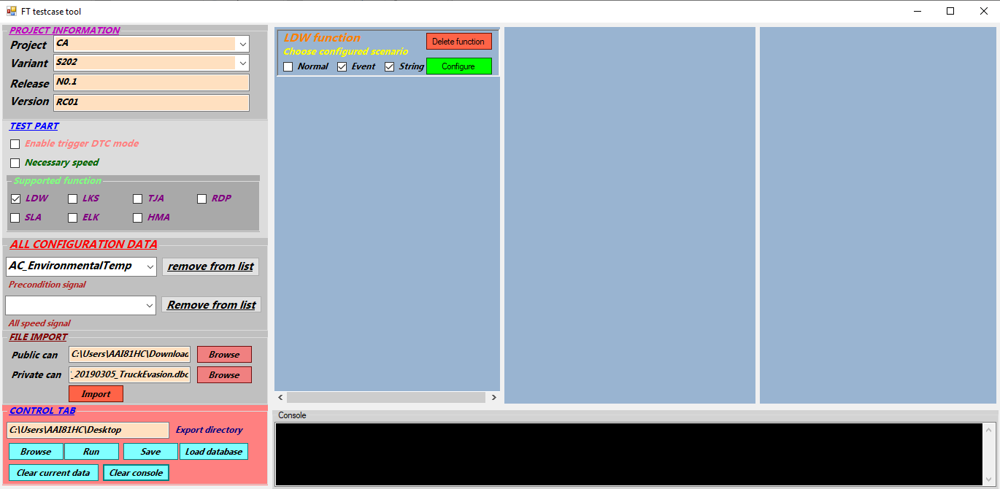 FT testcase tool
PROJECT INFORMATION
Project CA
Variant S202
Release N0.1
Version RC01
TEST PART
Enable trigger DTC mode
Necessary speed
Supported function
LDW LKS TJA RDP
SLA ELK HMA
ALL CONFIGURATION DATA
AC_EnvironmentalTemp remove from list
Precondition signal
Remove from list
All speed signal
FILE IMPORT
Public can C:\Users\AAI81HC\Download Browse
Private can _20190305_TruckEvasion.dbc Browse
Import
CONTROL TAB
C:\Users\AAI81HC\Desktop Export directory
Browse Run Save Load database
Clear current data Clear console
LDW function Delete function
Choose configured scenario
Normal Event String Configure
Console